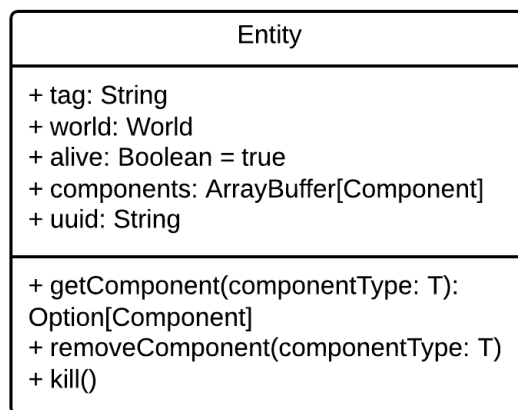 Entity
+ tag: String
+ world: World
+ alive: Boolean = true
+ components: ArrayBuffer[Component]
+ uuid: String
+ getComponent(componentType: T):
Option[Component]
+ removeComponent(componentType: T)
+ kill()